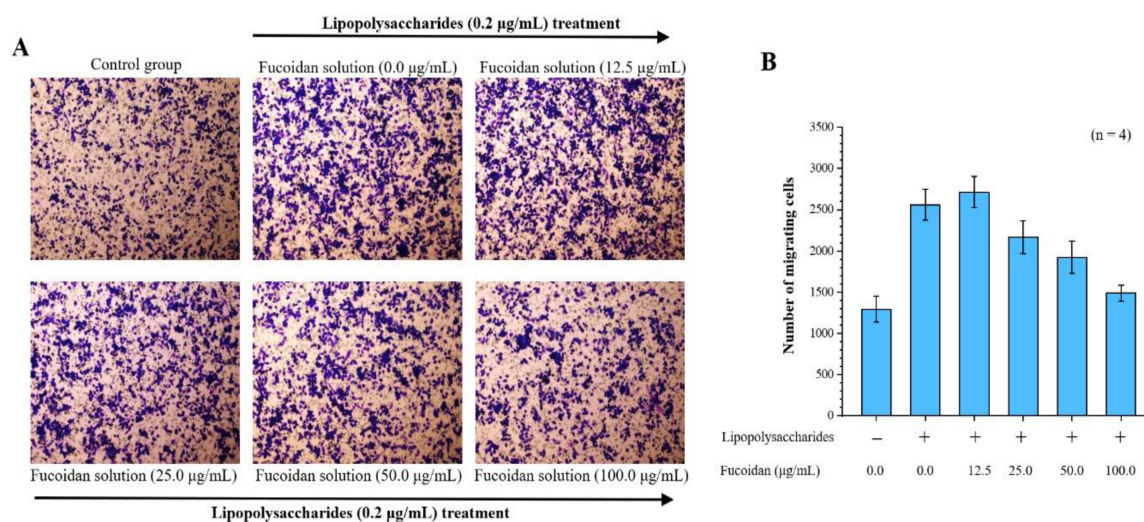 A
Lipopolysaccharides (0.2 µg/mL) treatment
Control group
Fucoidan solution (0.0 µg/mL)
Fucoidan solution (12.5 µg/mL)
Fucoidan solution (25.0 µg/mL)
Fucoidan solution (50.0 µg/mL)
Fucoidan solution (100.0 µg/mL)
Lipopolysaccharides (0.2 µg/mL) treatment
B
(n = 4)
Number of migrating cells
3500
3000
2500
2000
1500
1000
500
0
Lipopolysaccharides – + + + + +
Fucoidan (µg/mL) 0.0 0.0 12.5 25.0 50.0 100.0